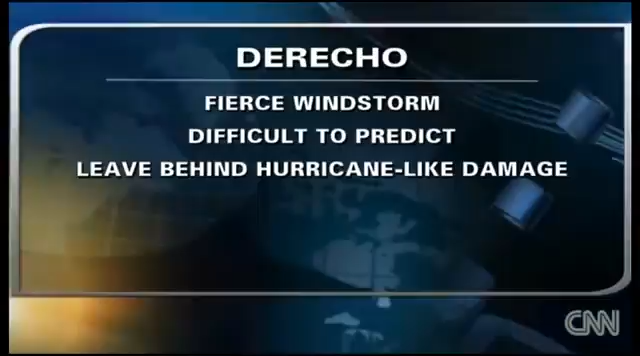 DERECHO
FIERCE WINDSTORM
DIFFICULT TO PREDICT
LEAVE BEHIND HURRICANE-LIKE DAMAGE
CNN